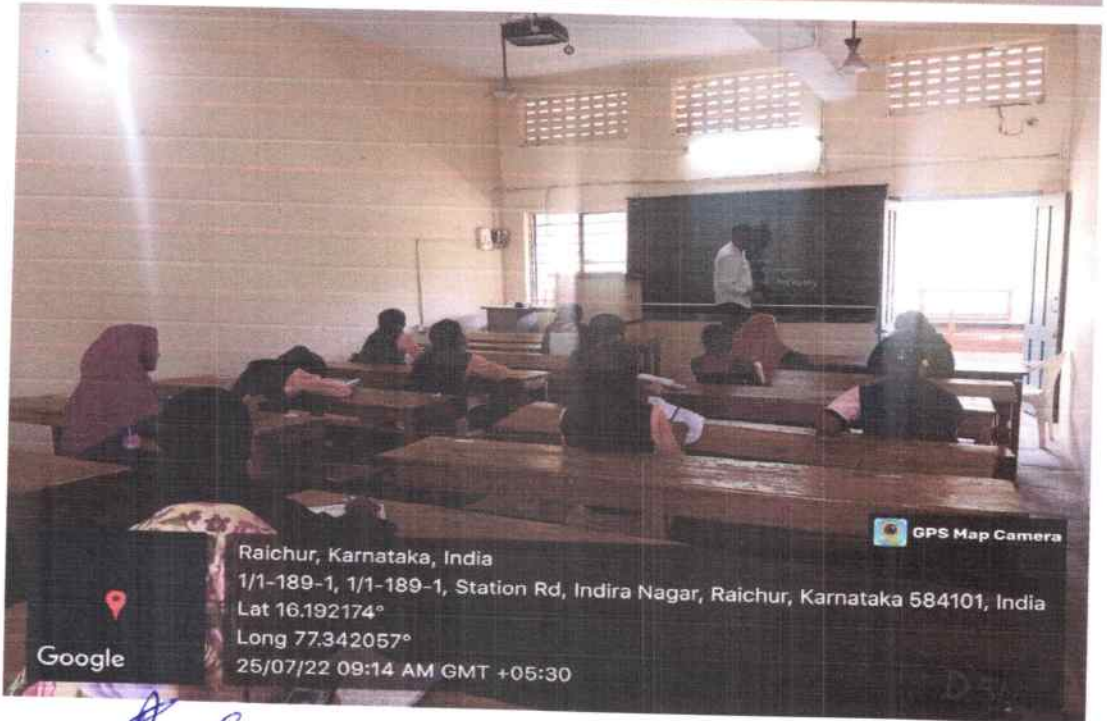 GPS Map Camera
Raichur, Karnataka, India
1/1-189-1, 1/1-189-1, Station Rd, Indira Nagar, Raichur, Karnataka 584101, India
Lat 16.192174°
Long 77.342057°
25/07/22 09:14 AM GMT +05:30
Google